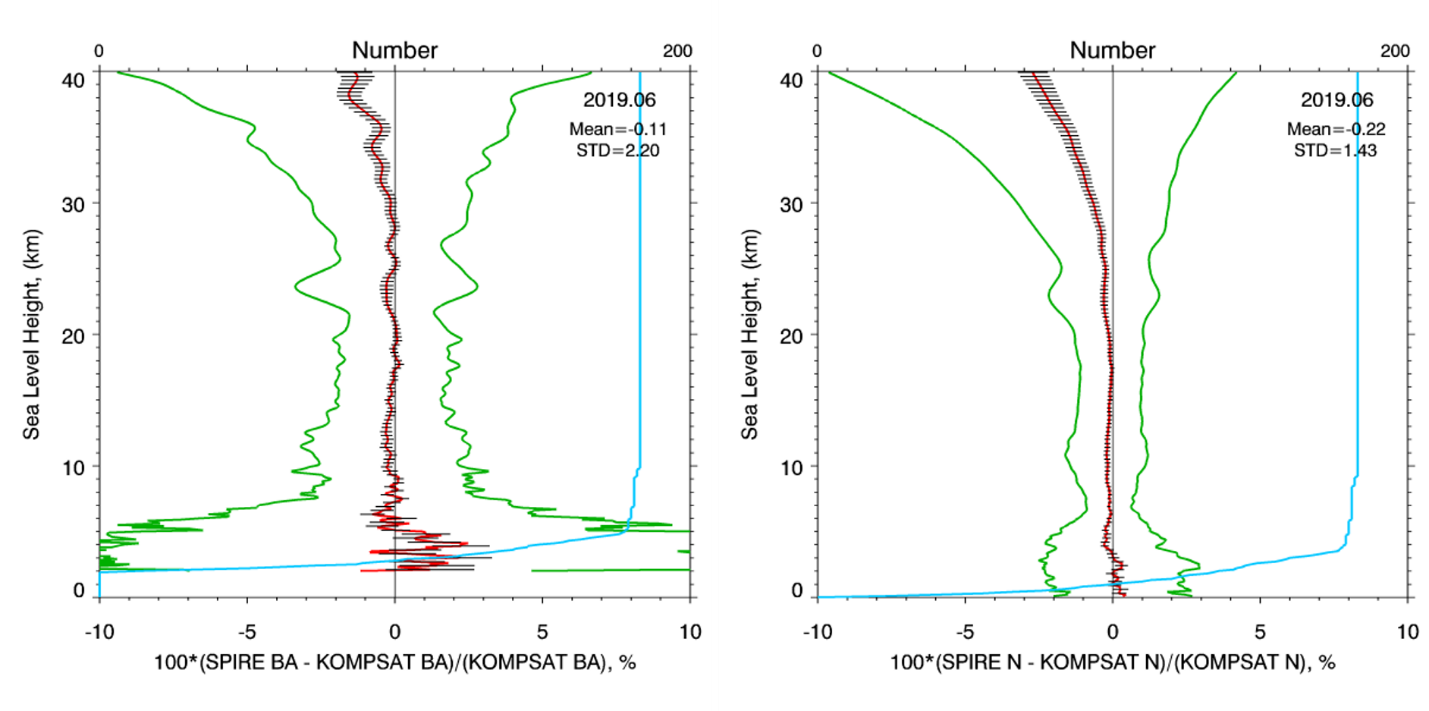 0 Number 200
40
2019.06
Mean=-0.11
STD=2.20
30
20
10
0
Sea Level Height, (km)
-10 -5 0 5 10
100*(SPIRE BA - KOMPSAT BA)/(KOMPSAT BA), %
0 Number 200
40
2019.06
Mean=-0.22
STD=1.43
30
20
10
0
Sea Level Height, (km)
-10 -5 0 5 10
100*(SPIRE N - KOMPSAT N)/(KOMPSAT N), %